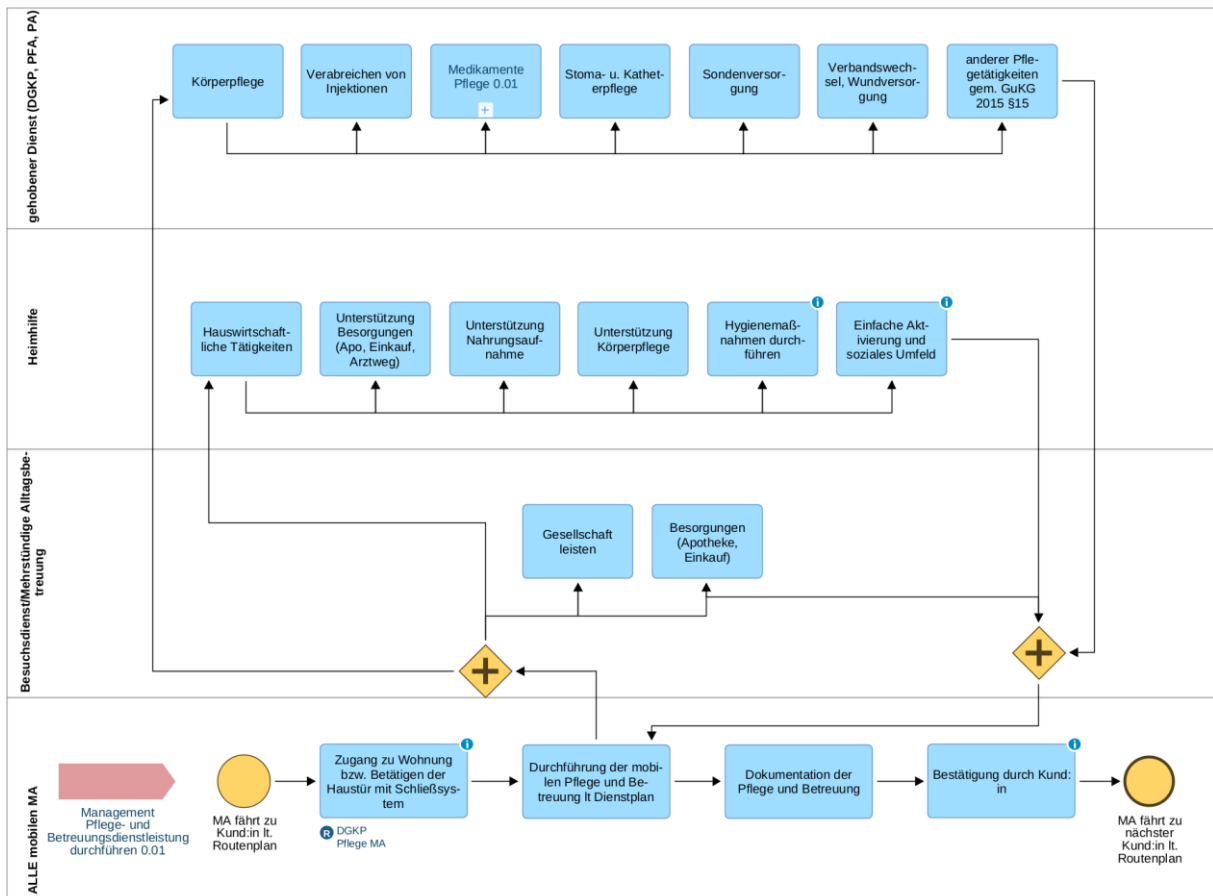 gehobener Dienst (DGKP, PFA, PA)
Körperpflege
Verabreichen von
Injektionen
Medikamente
Pflege 0.01
Stoma- u. Kathet-
erpflege
Sondenversor-
gung
Verbandswech-
sel, Wundversor-
gung
anderer Pfle-
getätigkeiten
gem. GuKG
2015 §15
Heimhilfe
Hauswirtschaft-
liche Tätigkeiten
Unterstützung
Besorgungen
(Apo, Einkauf,
Arztweg)
Unterstützung
Nahrungsauf-
nahme
Unterstützung
Körperpflege
Hygienemaß-
nahmen durch-
führen
Einfache Akt-
ivierung und
soziales Umfeld
Besuchsdienst/Mehrstündige Alltagsbe-
treuung
Gesellschaft
leisten
Besorgungen
(Apotheke,
Einkauf)
ALLE mobilen MA
Management
Pflege- und
Betreuungsdienstleistung
durchführen 0.01
MA fährt zu
Kund:in lt.
Routenplan
Zugang zu Wohnung
bzw. Betätigen der
Haustür mit Schließsys-
tem
R DGKP
Pflege MA
Durchführung der mobi-
len Pflege und Be-
treuung lt Dienstplan
Dokumentation der
Pflege und Betreuung
Bestätigung durch Kund:
in
MA fährt zu
nächster
Kund:in lt.
Routenplan